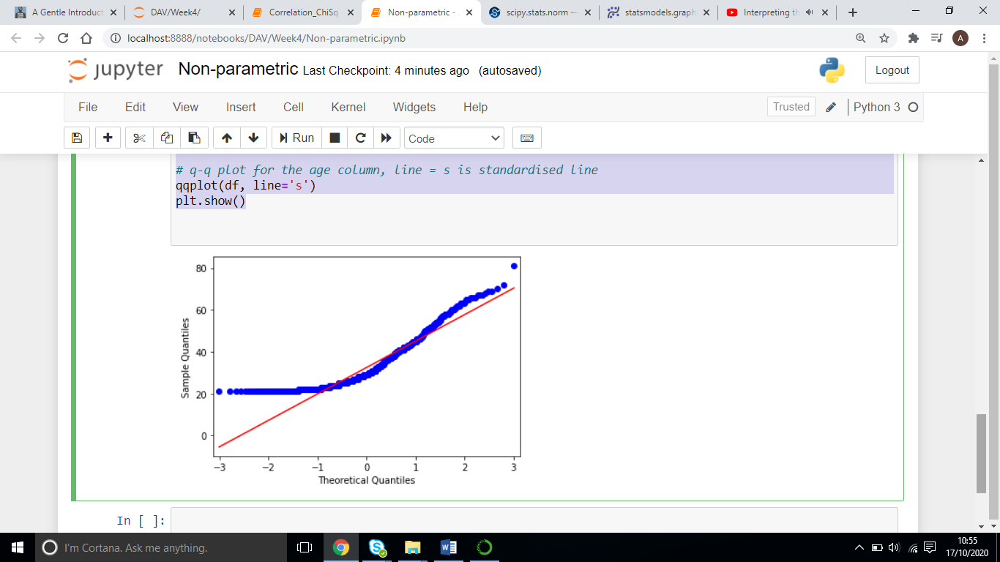 A Gentle Introduct
DAV/Week4/
Correlation_ChiSq
Non-parametric -
scipy.stats.norm —
statsmodels.graph
Interpreting th
localhost:8888/notebooks/DAV/Week4/Non-parametric.ipynb
A
jupyter Non-parametric Last Checkpoint: 4 minutes ago (autosaved)
Logout
File Edit View Insert Cell Kernel Widgets Help
Trusted
Python 3
Run
Code
# q-q plot for the age column, line = s is standardised line
qqplot(df, line='s')
plt.show()
80
60
40
20
0
Sample Quantiles
−3 −2 −1 0 1 2 3
Theoretical Quantiles
In [ ]:
I'm Cortana. Ask me anything.
10:55
17/10/2020